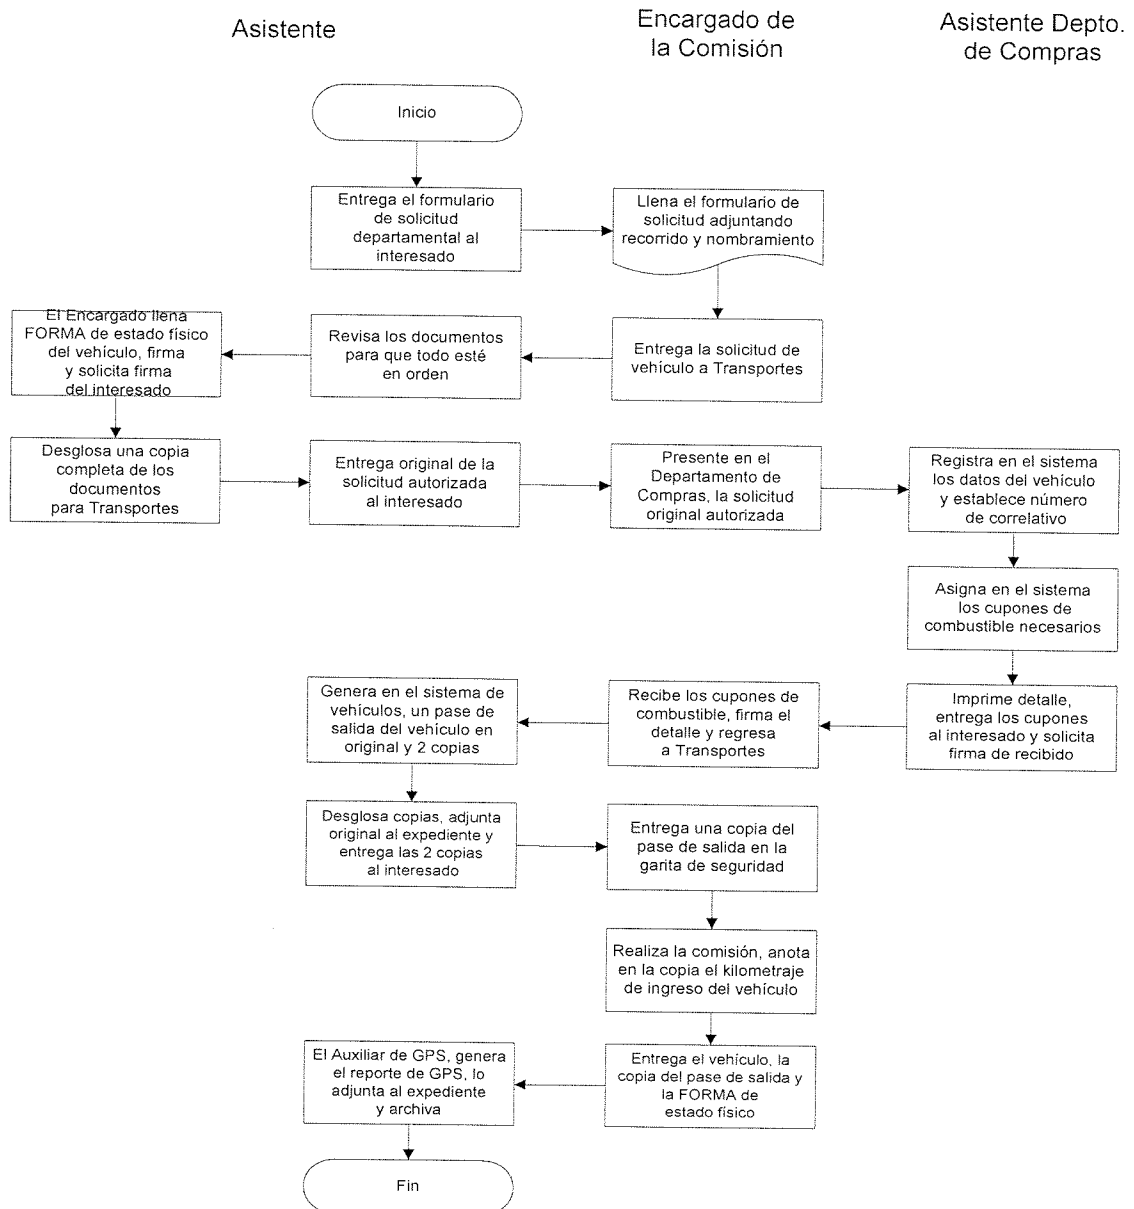 Asistente
Encargado de
la Comisión
Asistente Depto.
de Compras
Inicio
Entrega el formulario
de solicitud
departamental al
interesado
Llena el formulario de
solicitud adjuntando
recorrido y nombramiento
Entrega la solicitud de
vehículo a Transportes
Revisa los documentos
para que todo esté
en orden
El Encargado llena
FORMA de estado físico
del vehículo, firma
y solicita firma
del interesado
Desglosa una copia
completa de los
documentos
para Transportes
Entrega original de la
solicitud autorizada
al interesado
Presente en el
Departamento de
Compras, la solicitud
original autorizada
Registra en el sistema
los datos del vehículo
y establece número
de correlativo
Asigna en el sistema
los cupones de
combustible necesarios
Imprime detalle,
entrega los cupones
al interesado y solicita
firma de recibido
Recibe los cupones de
combustible, firma el
detalle y regresa
a Transportes
Genera en el sistema de
vehículos, un pase de
salida del vehículo en
original y 2 copias
Desglosa copias, adjunta
original al expediente y
entrega las 2 copias
al interesado
Entrega una copia del
pase de salida en la
garita de seguridad
Realiza la comisión, anota
en la copia el kilometraje
de ingreso del vehículo
Entrega el vehículo, la
copia del pase de salida y
la FORMA de
estado físico
El Auxiliar de GPS, genera
el reporte de GPS, lo
adjunta al expediente
y archiva
Fin